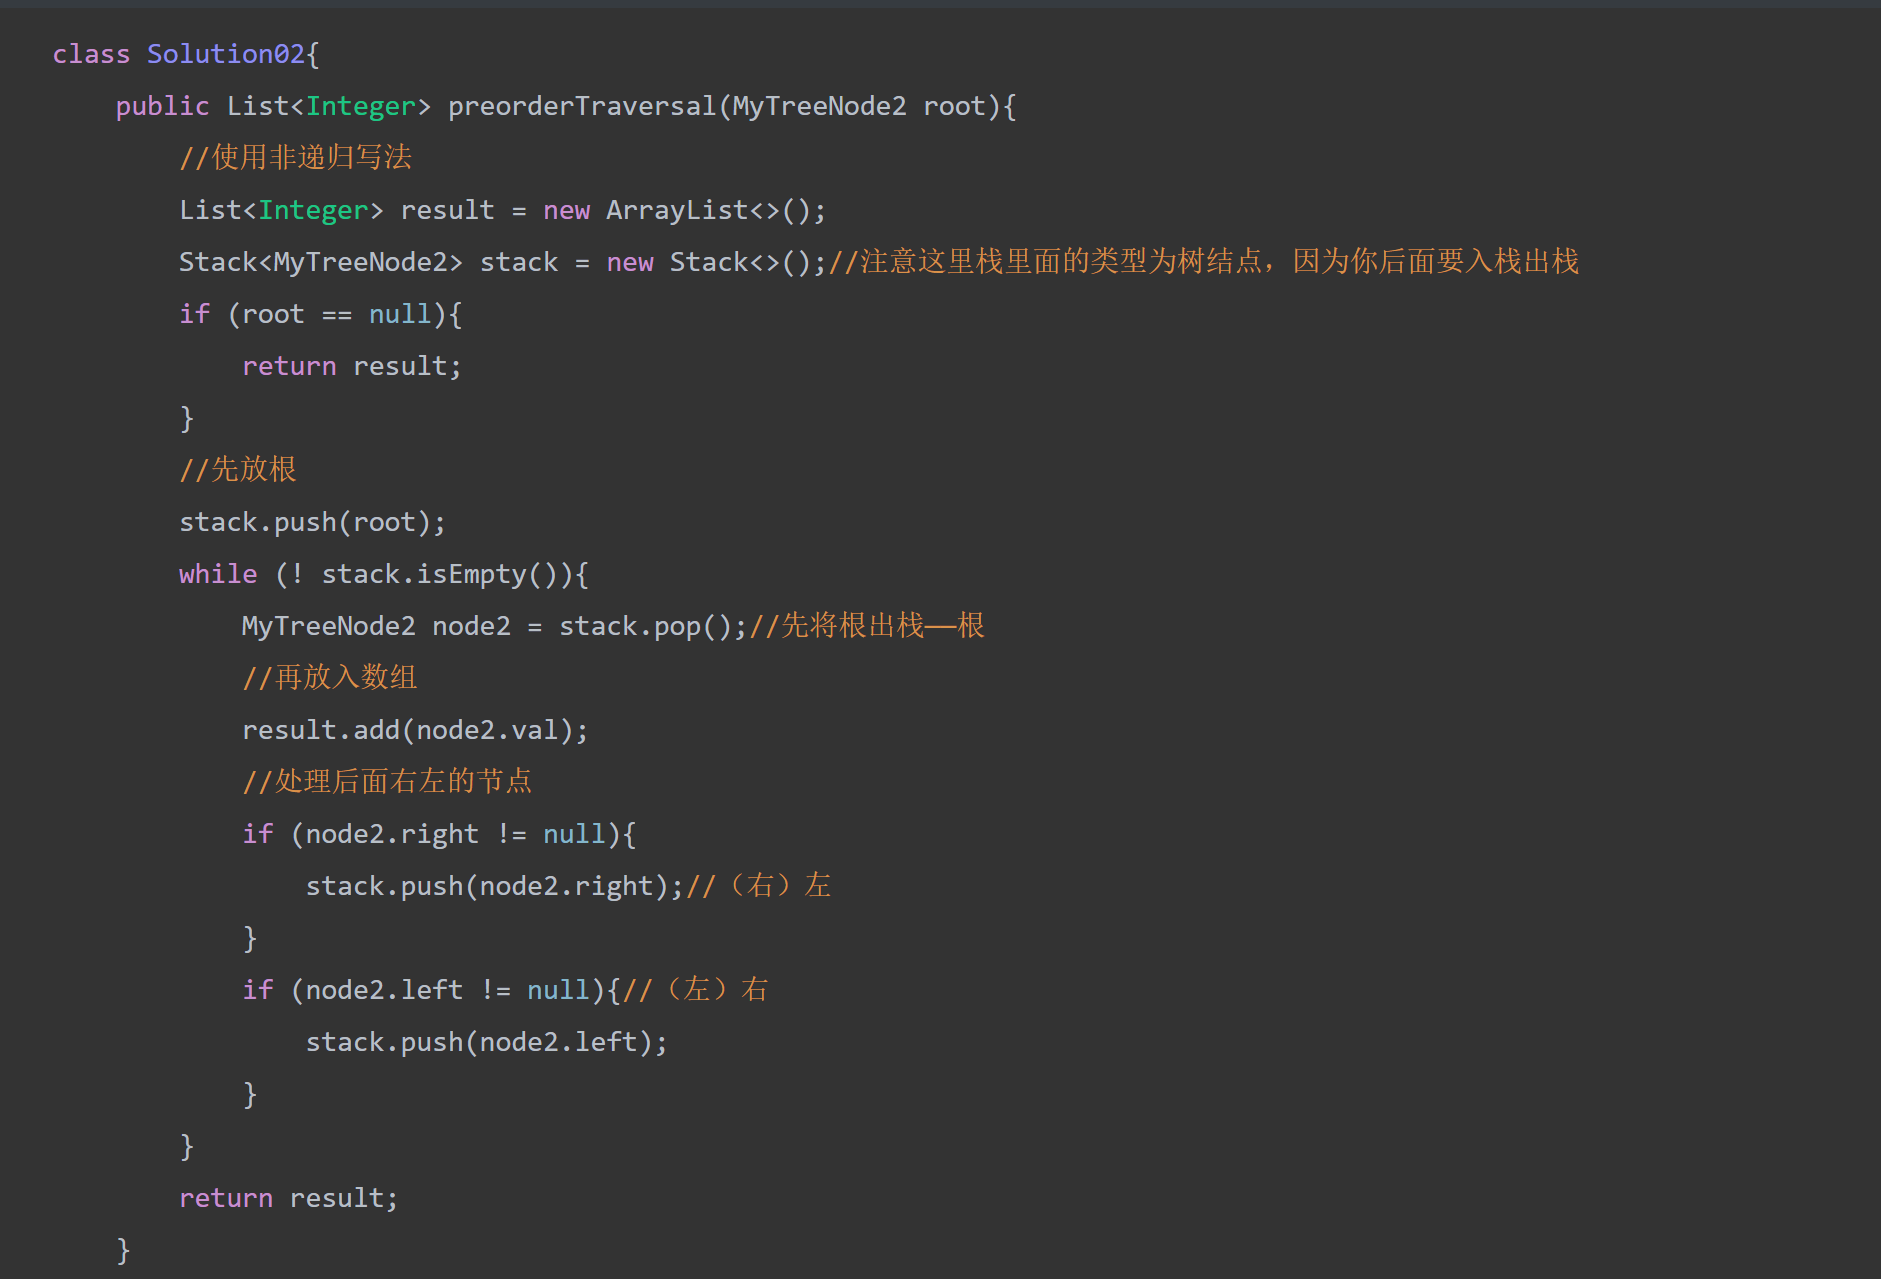 class Solution02{
    public List<Integer> preorderTraversal(MyTreeNode2 root){
        //使用非递归写法
        List<Integer> result = new ArrayList<>();
        Stack<MyTreeNode2> stack = new Stack<>();//注意这里栈里面的类型为树结点，因为你后面要入栈出栈
        if (root == null){
            return result;
        }
        //先放根
        stack.push(root);
        while (! stack.isEmpty()){
            MyTreeNode2 node2 = stack.pop();//先将根出栈——根
            //再放入数组
            result.add(node2.val);
            //处理后面右左的节点
            if (node2.right != null){
                stack.push(node2.right);//（右）左
            }
            if (node2.left != null){//（左）右
                stack.push(node2.left);
            }
        }
        return result;
    }